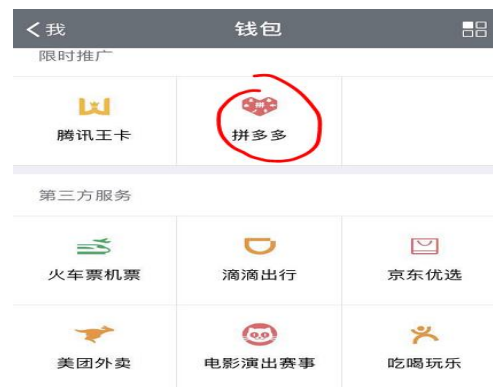 我 钱包
限时推广
腾讯王卡 拼多多
第三方服务
火车票机票 滴滴出行 京东优选
美团外卖 电影演出赛事 吃喝玩乐